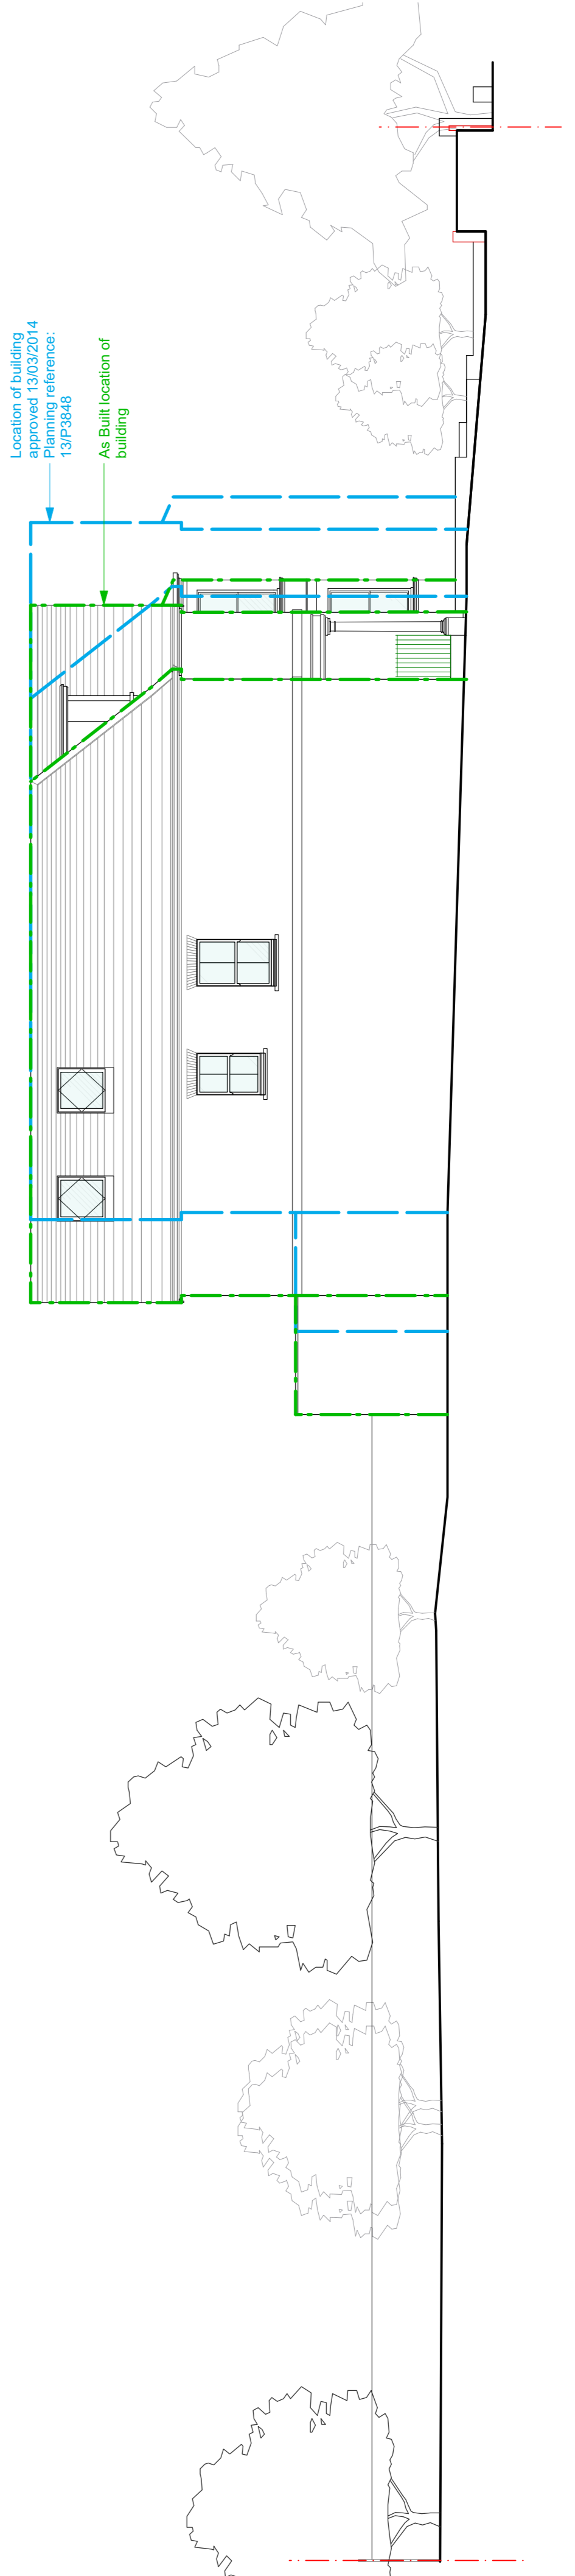 Location of building
approved 13/03/2014
Planning reference:
13/P3848
As Built location of
building